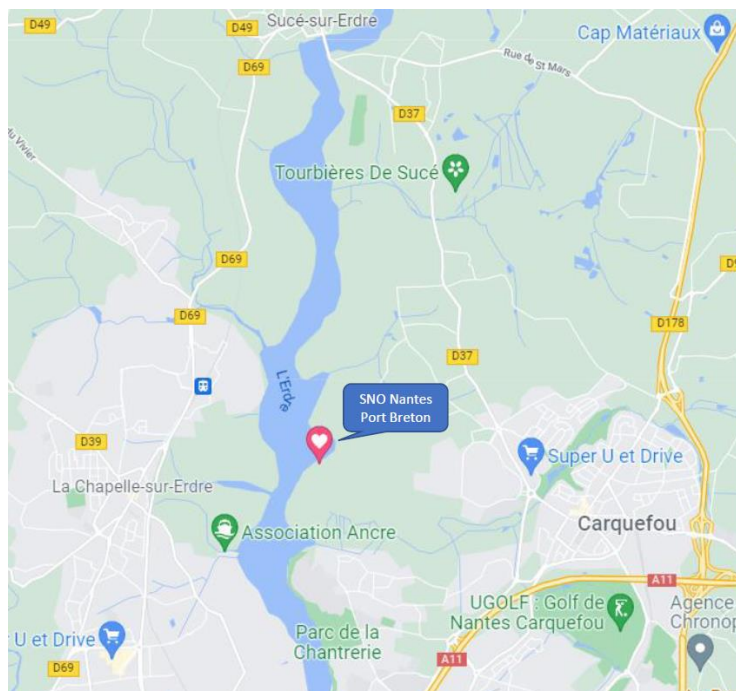 D49
D49
Sucé-sur-Erdre
Cap Matériaux
D69
D69
Rue de St Mars
D37
du Vivier
Tourbières De Sucé
D69
D69
D178
D37
L'Erdre
SNO Nantes
Port Breton
D39
Super U et Drive
La Chapelle-sur-Erdre
Carquefou
Association Ancre
A11
UGOLF : Golf de
Nantes Carquefou
Agence
Chronop
Parc de la
Chantrerie
U et Drive
A11
D69